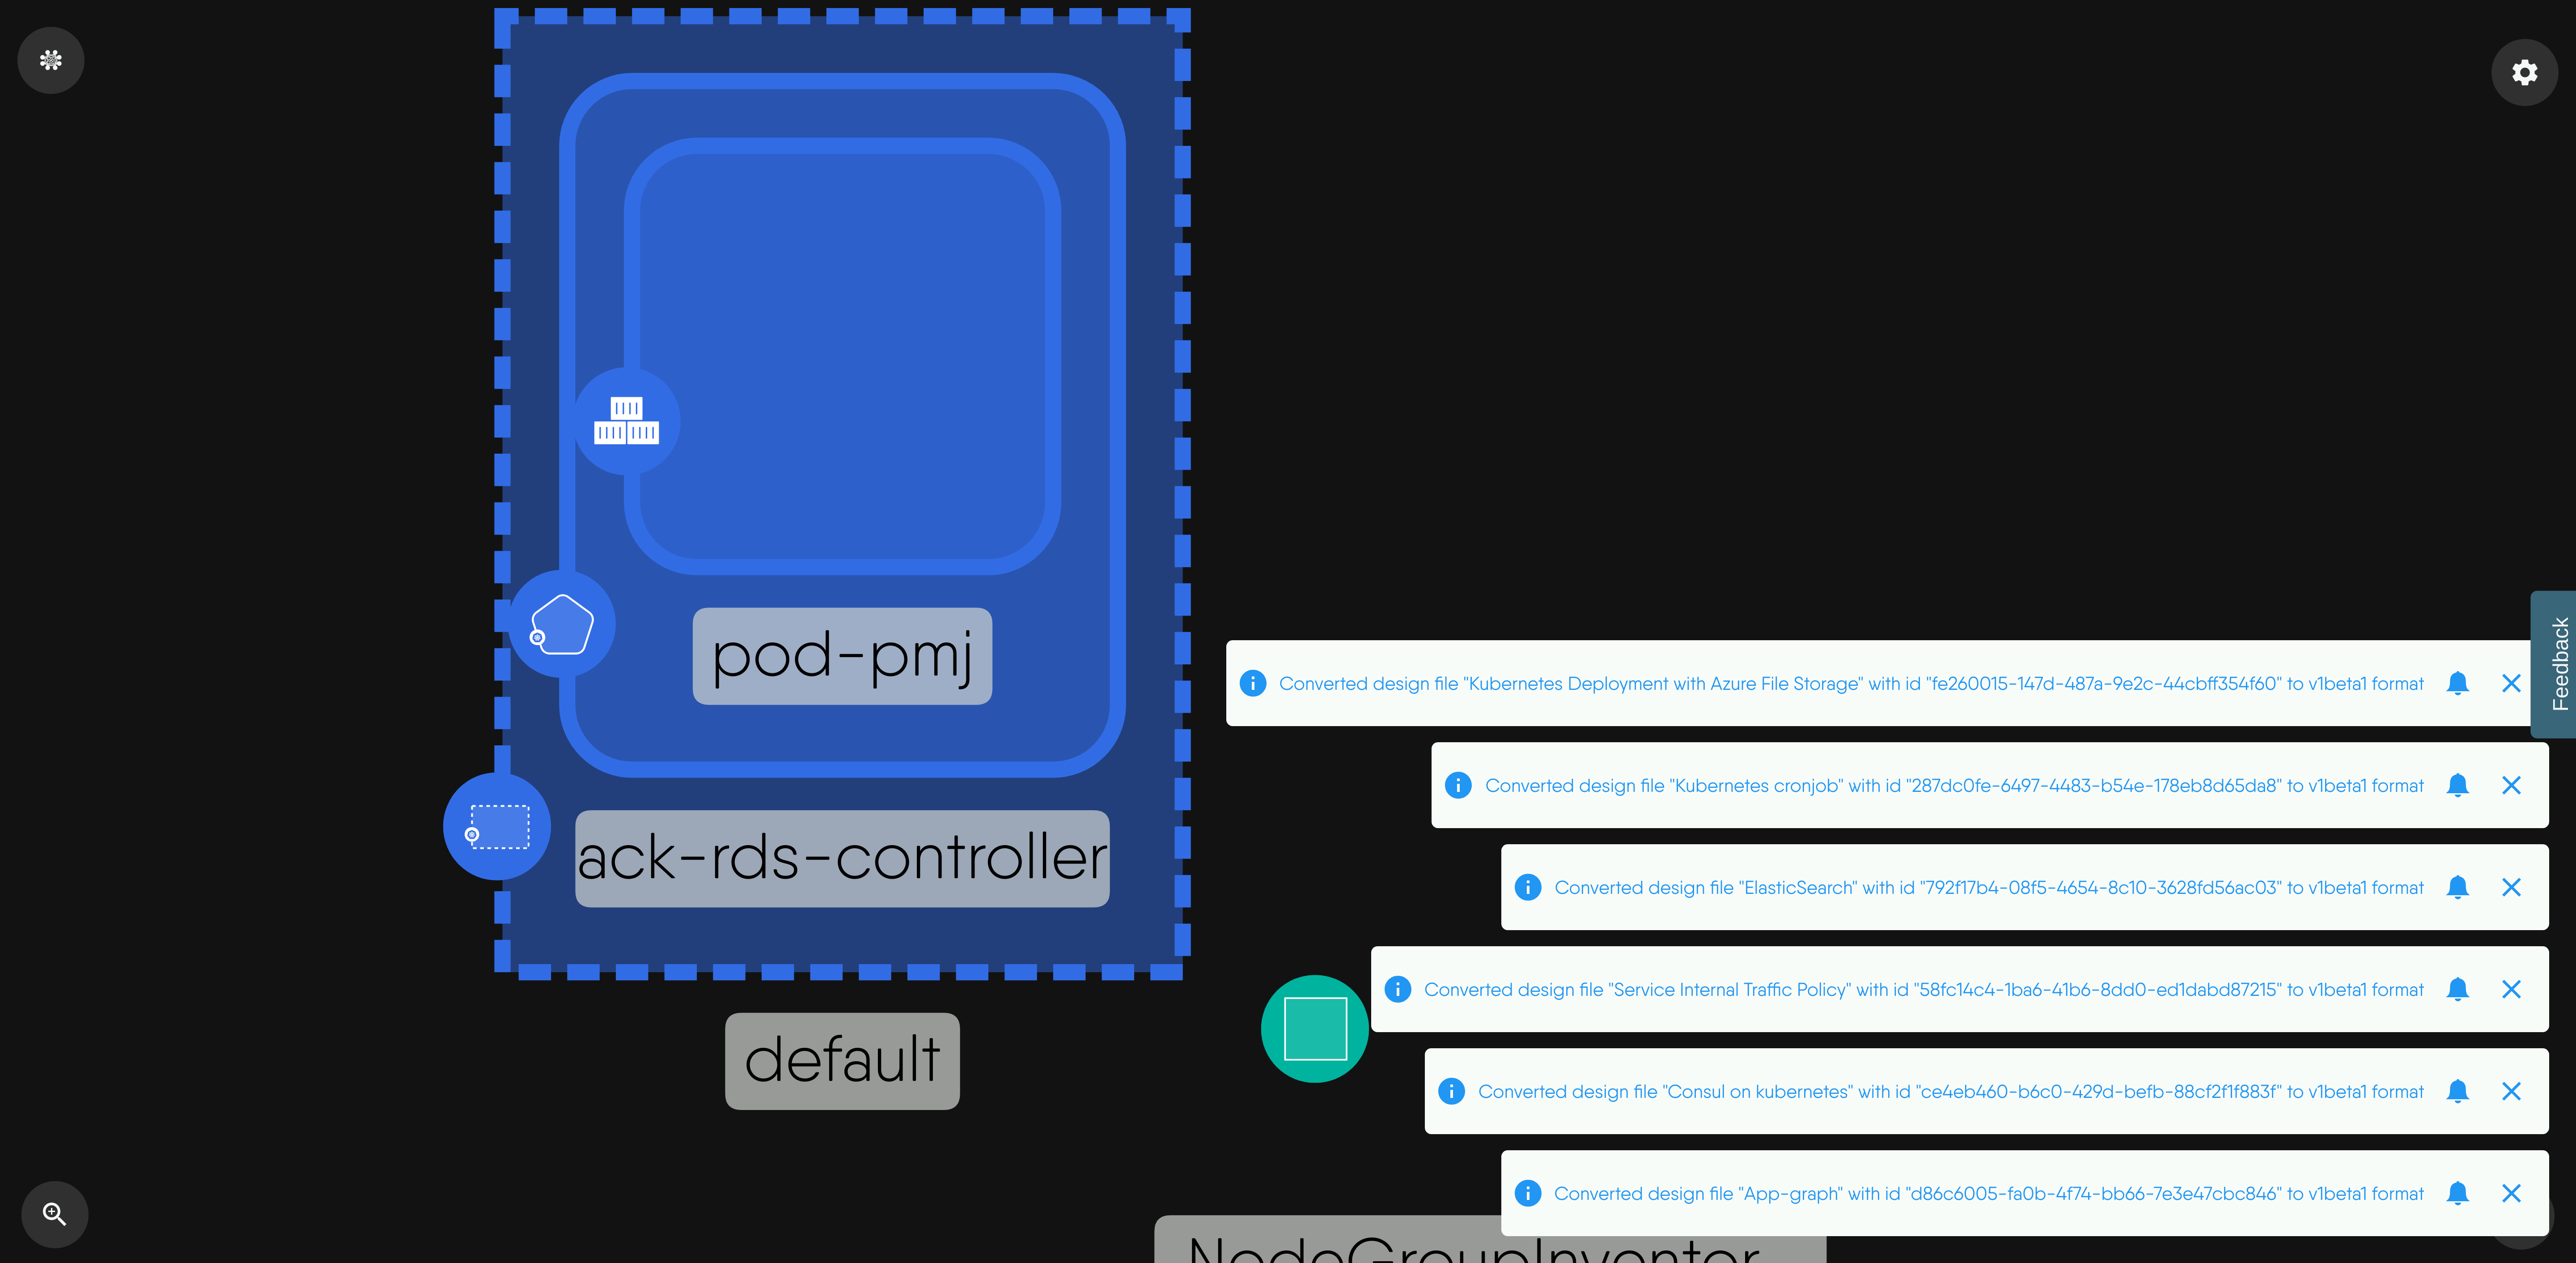 pod-pmj
ack-rds-controller
default
Feedback
Converted design file "Kubernetes Deployment with Azure File Storage" with id "fe260015-147d-487a-9e2c-44cbff354f60" to v1beta1 format
Converted design file "Kubernetes cronjob" with id "287dc0fe-6497-4483-b54e-178eb8d65da8" to v1beta1 format
Converted design file "ElasticSearch" with id "792f17b4-08f5-4654-8c10-3628fd56ac03" to v1beta1 format
Converted design file "Service Internal Traffic Policy" with id "58fc14c4-1ba6-41b6-8dd0-ed1dabd87215" to v1beta1 format
Converted design file "Consul on kubernetes" with id "ce4eb460-b6c0-429d-befb-88cf2f1f883f" to v1beta1 format
Converted design file "App-graph" with id "d86c6005-fa0b-4f74-bb66-7e3e47cbc846" to v1beta1 format
NodeGroupInventor